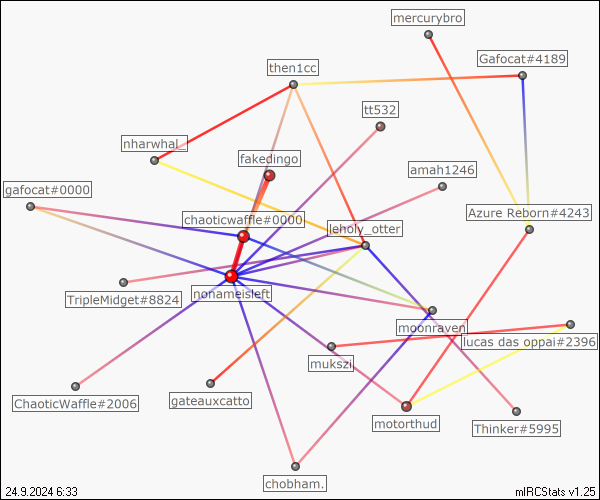 mercurybro
Gafocat#4189
then1cc
tt532
nharwhal_
fakedingo
amah1246
gafocat#0000
chaoticwaffle#0000
Azure Reborn#4243
leholy_otter
TripleMidget#8824
nonameisleft
moonraven
lucas das oppai#2396
mukszi
ChaoticWaffle#2006
gateauxcatto
motorthud
Thinker#5995
chobham.
24.9.2024 6:33
mIRCStats v1.25